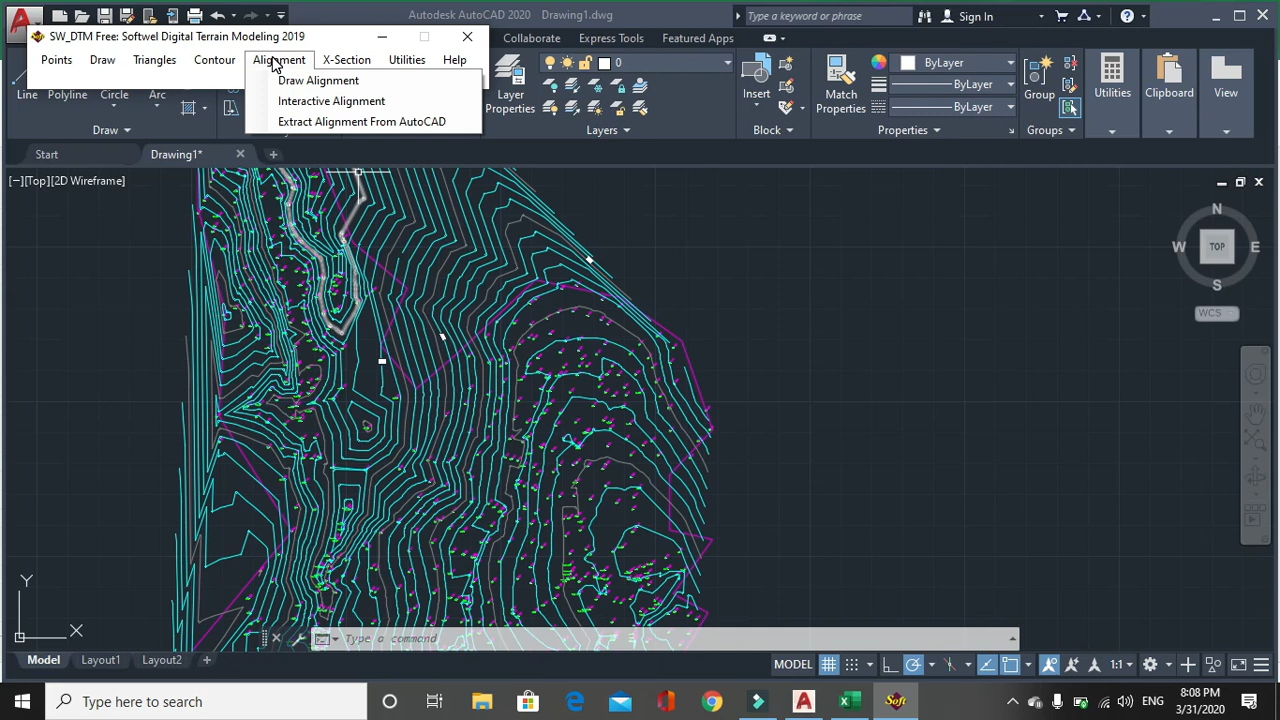 Autodesk AutoCAD 2020 Drawing1.dwg
Type a keyword or phrase
Sign In
SW_DTM Free: Softwel Digital Terrain Modeling 2019
Points Draw Triangles Contour Alignment X-Section Utilities Help
Draw Alignment
Interactive Alignment
Extract Alignment From AutoCAD
Collaborate Express Tools Featured Apps
Line Polyline Circle Arc
Draw
Layer
Properties
0
Layers
Insert
Block
Match
Properties
ByLayer
ByLayer
ByLayer
Properties
Groups
Utilities
Clipboard
View
Start Drawing1*
[−][Top][2D Wireframe]
N
W TOP E
S
WCS
Y
X
Type a command
Model Layout1 Layout2
MODEL 1:1
Type here to search
Soft
ENG
8:08 PM
3/31/2020